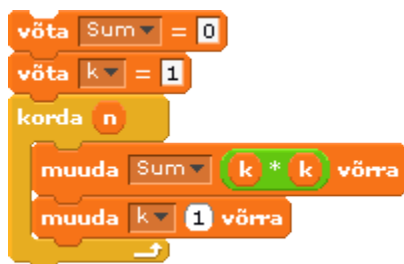 võta Sum = 0
võta k = 1
korda n
muuda Sum k * k võrra
muuda k 1 võrra